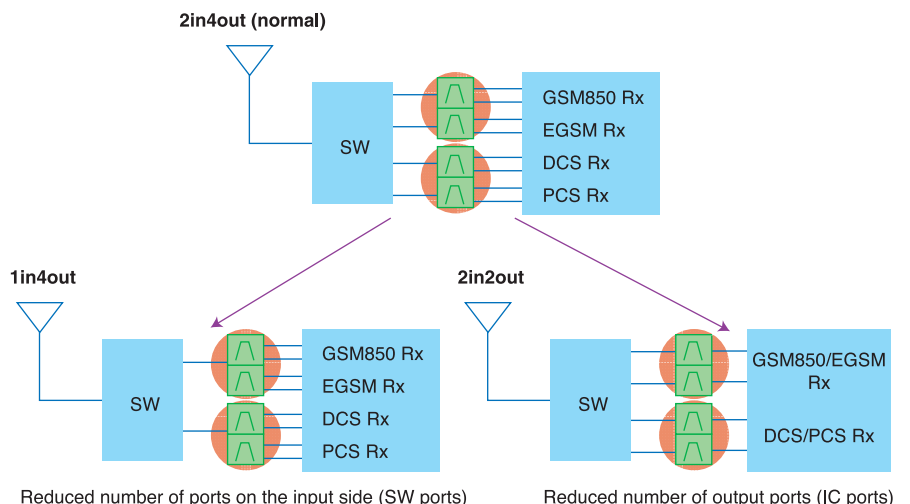 2in4out (normal)
SW
GSM850 Rx
EGSM Rx
DCS Rx
PCS Rx
1in4out
SW
GSM850 Rx
EGSM Rx
DCS Rx
PCS Rx
Reduced number of ports on the input side (SW ports)
2in2out
SW
GSM850/EGSM
Rx
DCS/PCS Rx
Reduced number of output ports (IC ports)